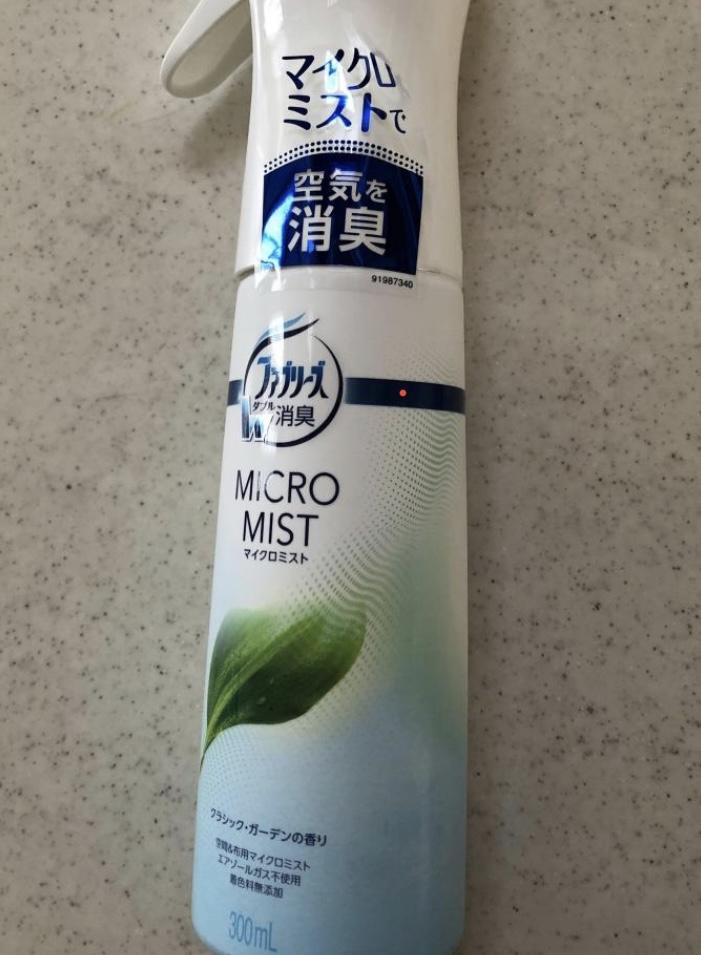 マイクロ
ミストで
空気を
消臭
91987340
ファブリーズ
ダブル
W消臭
MICRO
MIST
マイクロミスト
クラシック・ガーデンの香り
空間&布用マイクロミスト
エアゾールガス不使用
着色料無添加
300mL